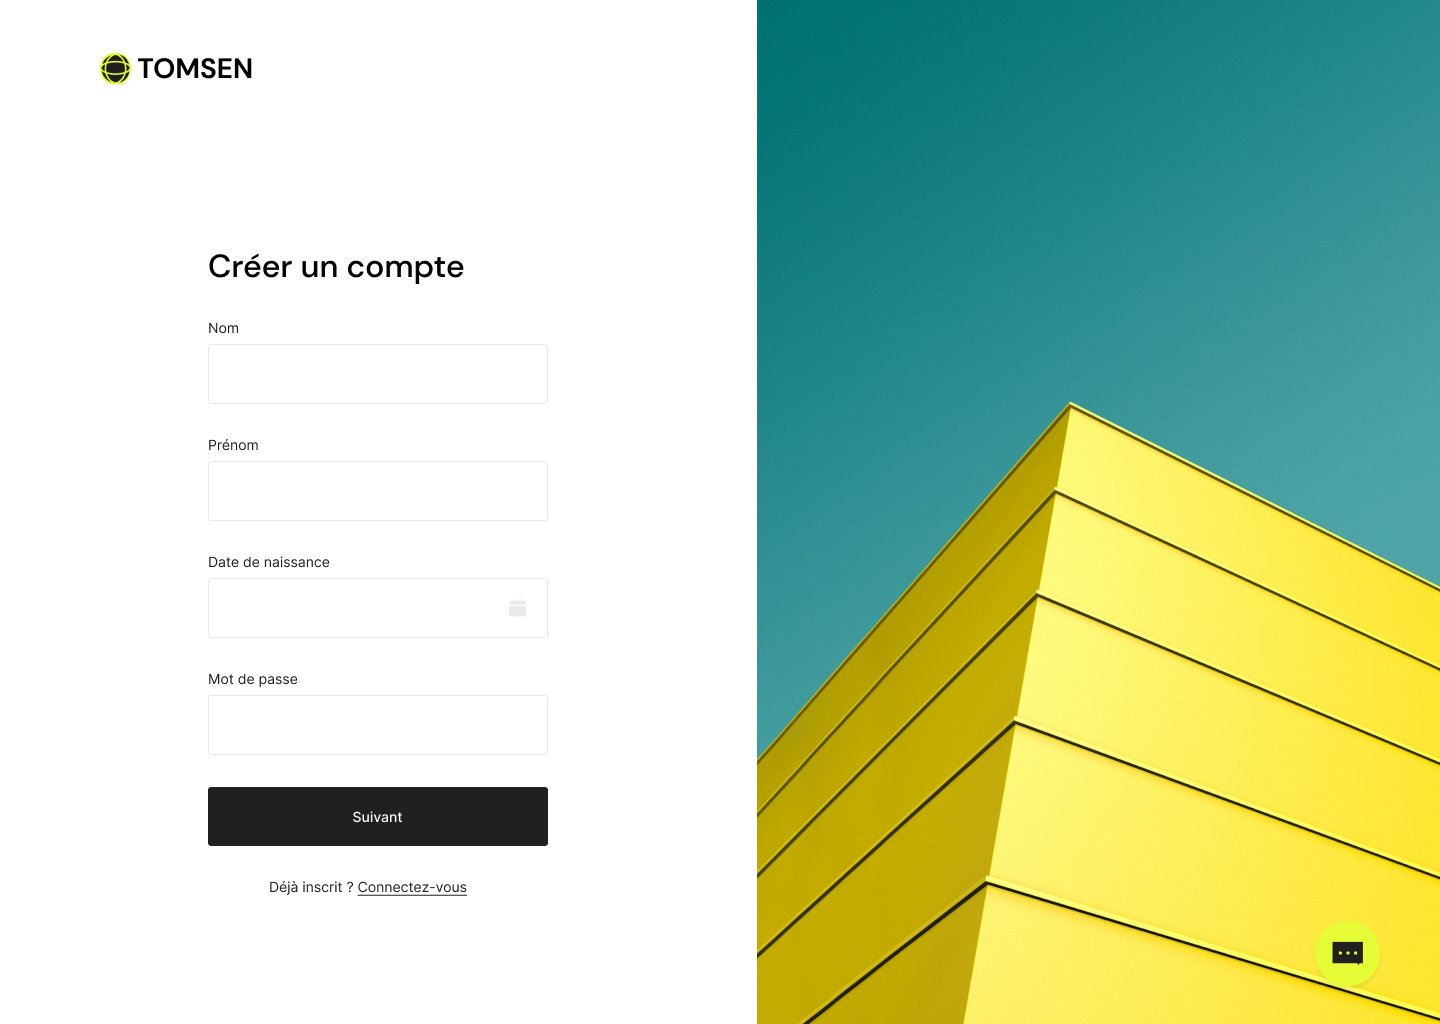 TOMSEN
Créer un compte
Nom
Prénom
Date de naissance
Mot de passe
Suivant
Déjà inscrit ? Connectez-vous